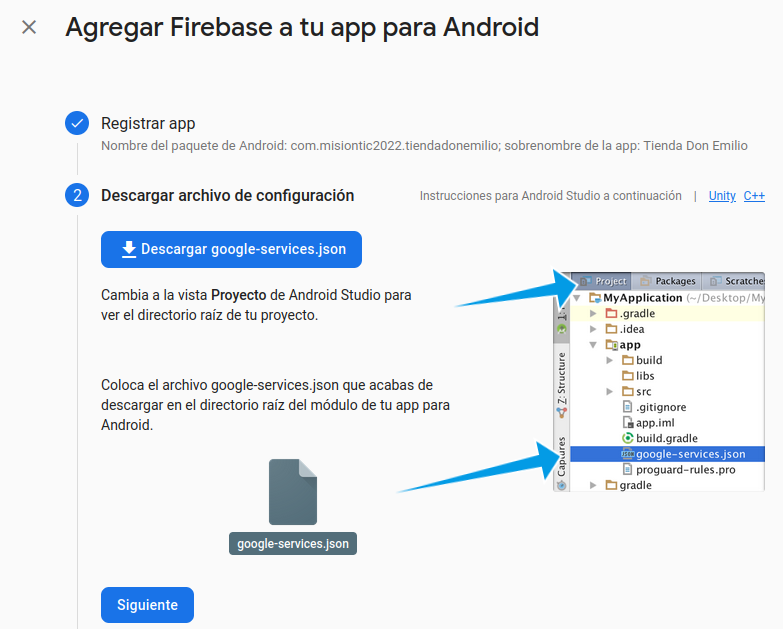 Agregar Firebase a tu app para Android
Registrar app
Nombre del paquete de Android: com.misiontic2022.tiendadonemilio; sobrenombre de la app: Tienda Don Emilio
2 Descargar archivo de configuración
Instrucciones para Android Studio a continuación | Unity C++
Descargar google-services.json
Cambia a la vista Proyecto de Android Studio para
ver el directorio raíz de tu proyecto.
Coloca el archivo google-services.json que acabas de
descargar en el directorio raíz del módulo de tu app para
Android.
google-services.json
Siguiente
Project Packages Scratche
MyApplication (~/Desktop/My
.gradle
.idea
app
build
libs
src
.gitignore
app.iml
build.gradle
google-services.json
proguard-rules.pro
gradle
1:
7: Structure
Captures